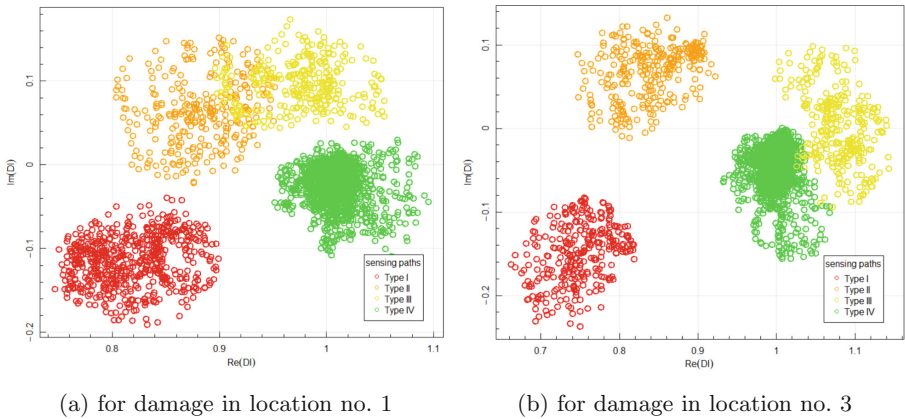 0.1
0
−0.1
−0.2
Im(DI)
0.8
0.9
1
1.1
Re(DI)
sensing paths
Type I
Type II
Type III
Type IV
(a) for damage in location no. 1
0.1
0
−0.1
−0.2
Im(DI)
0.7
0.8
0.9
1
1.1
Re(DI)
sensing paths
Type I
Type II
Type III
Type IV
(b) for damage in location no. 3